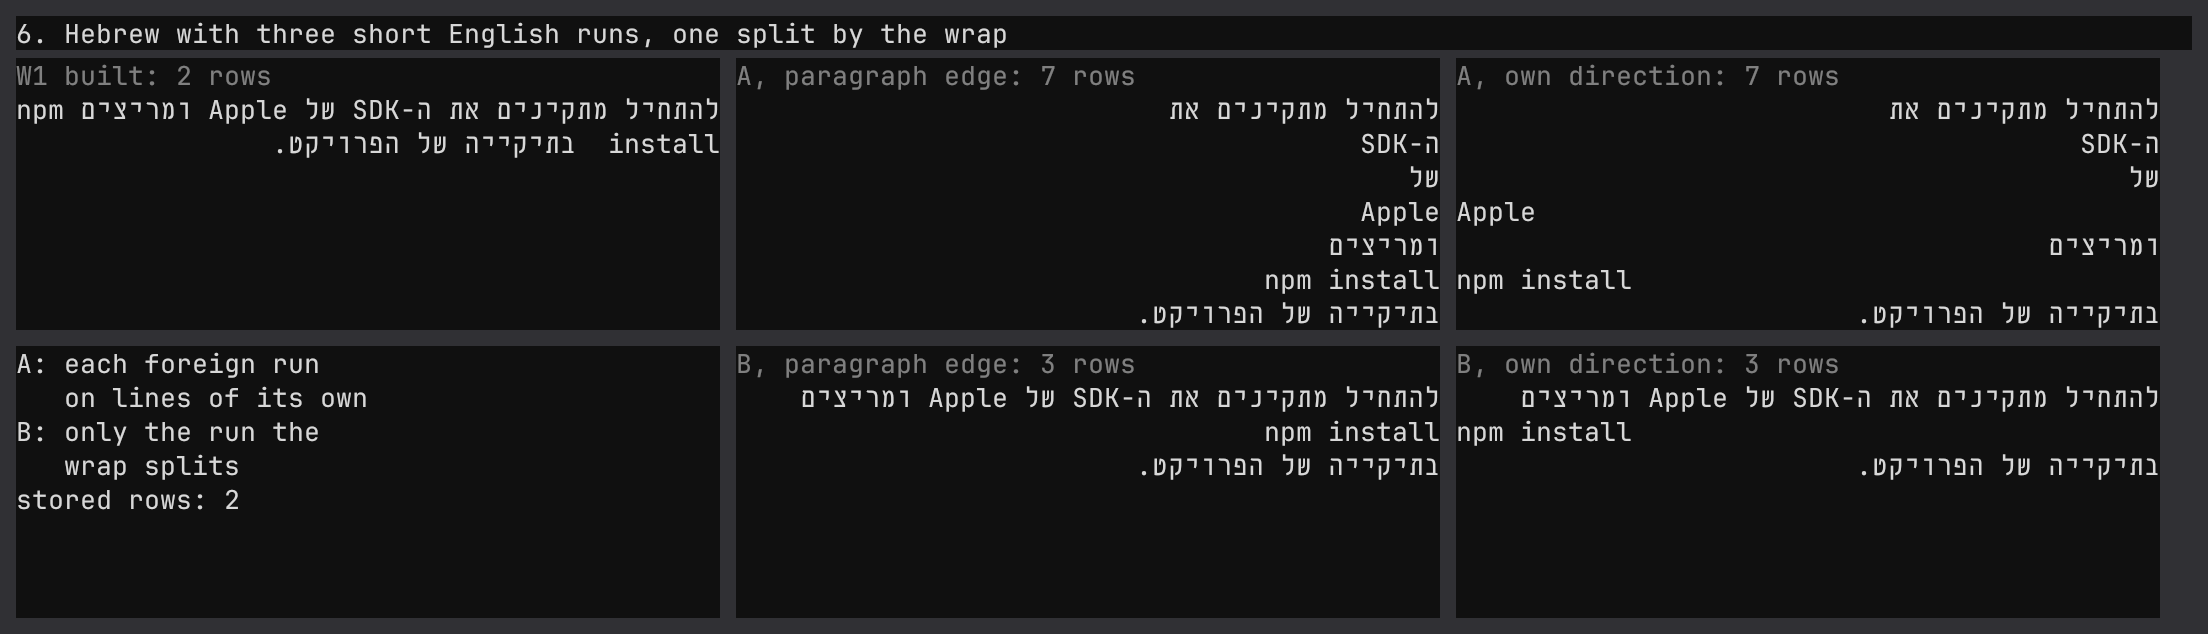 6. Hebrew with three short English runs, one split by the wrap
W1 built: 2 rows
להתחיל מתקינים את ה-SDK של Apple ומריצים npm
install  בתיקייה של הפרויקט.
A, paragraph edge: 7 rows
להתחיל מתקינים את
ה-SDK
של
Apple
ומריצים
npm install
בתיקייה של הפרויקט.
A, own direction: 7 rows
להתחיל מתקינים את
ה-SDK
של
Apple
ומריצים
npm install
בתיקייה של הפרויקט.
A: each foreign run
on lines of its own
B: only the run the
wrap splits
stored rows: 2
B, paragraph edge: 3 rows
להתחיל מתקינים את ה-SDK של Apple ומריצים
npm install
בתיקייה של הפרויקט.
B, own direction: 3 rows
להתחיל מתקינים את ה-SDK של Apple ומריצים
npm install
בתיקייה של הפרויקט.